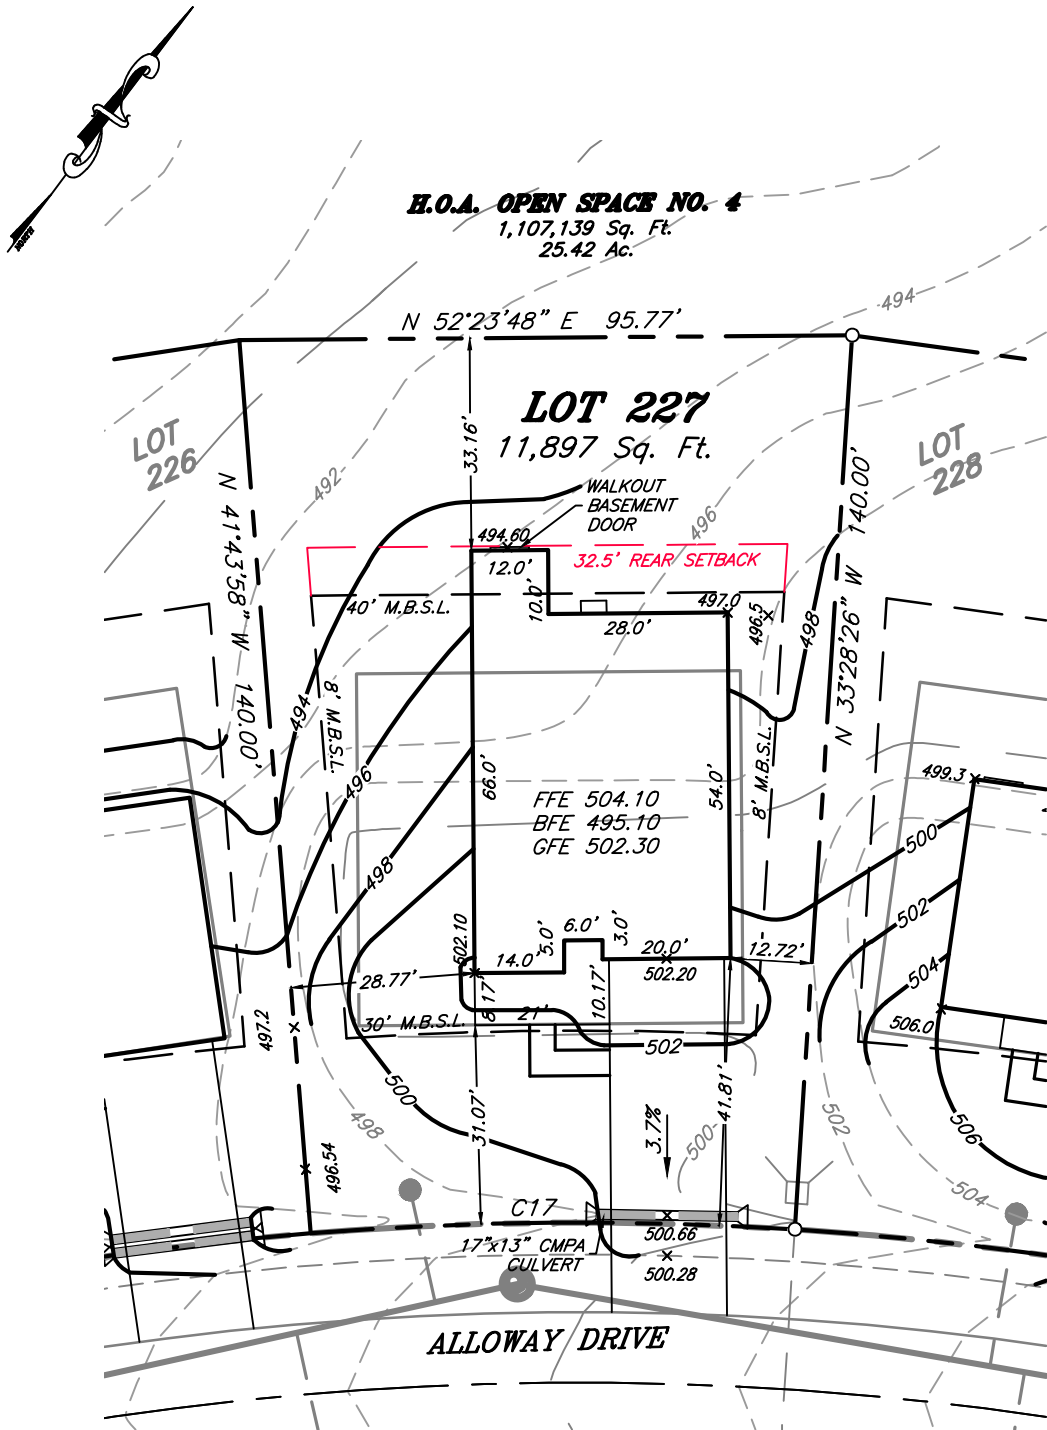 NORTH
H.O.A. OPEN SPACE NO. 4
1,107,139 Sq. Ft.
25.42 Ac.
494
N 52°23'48" E 95.77'
LOT 227
11,897 Sq. Ft.
33.16'
LOT
226
LOT
228
492
496
WALKOUT
BASEMENT
DOOR
494.60
32.5' REAR SETBACK
12.0'
10.0'
40' M.B.S.L.
28.0'
497.0
496.5
498
N 41°43'58" W 140.00'
N 33°28'26" W 140.00'
8' M.B.S.L.
494
496
498
66.0'
54.0'
8' M.B.S.L.
FFE 504.10
BFE 495.10
GFE 502.30
499.3
500
502
504
506.0
506
502.10
14.0'
5.0'
6.0'
3.0'
20.0'
502.20
12.72'
28.77'
8.17'
21'
10.17'
30' M.B.S.L.
502
497.2
500
498
31.07'
41.81'
3.7%
500
502
504
496.54
C17
17"x13" CMPA
CULVERT
500.66
500.28
ALLOWAY DRIVE